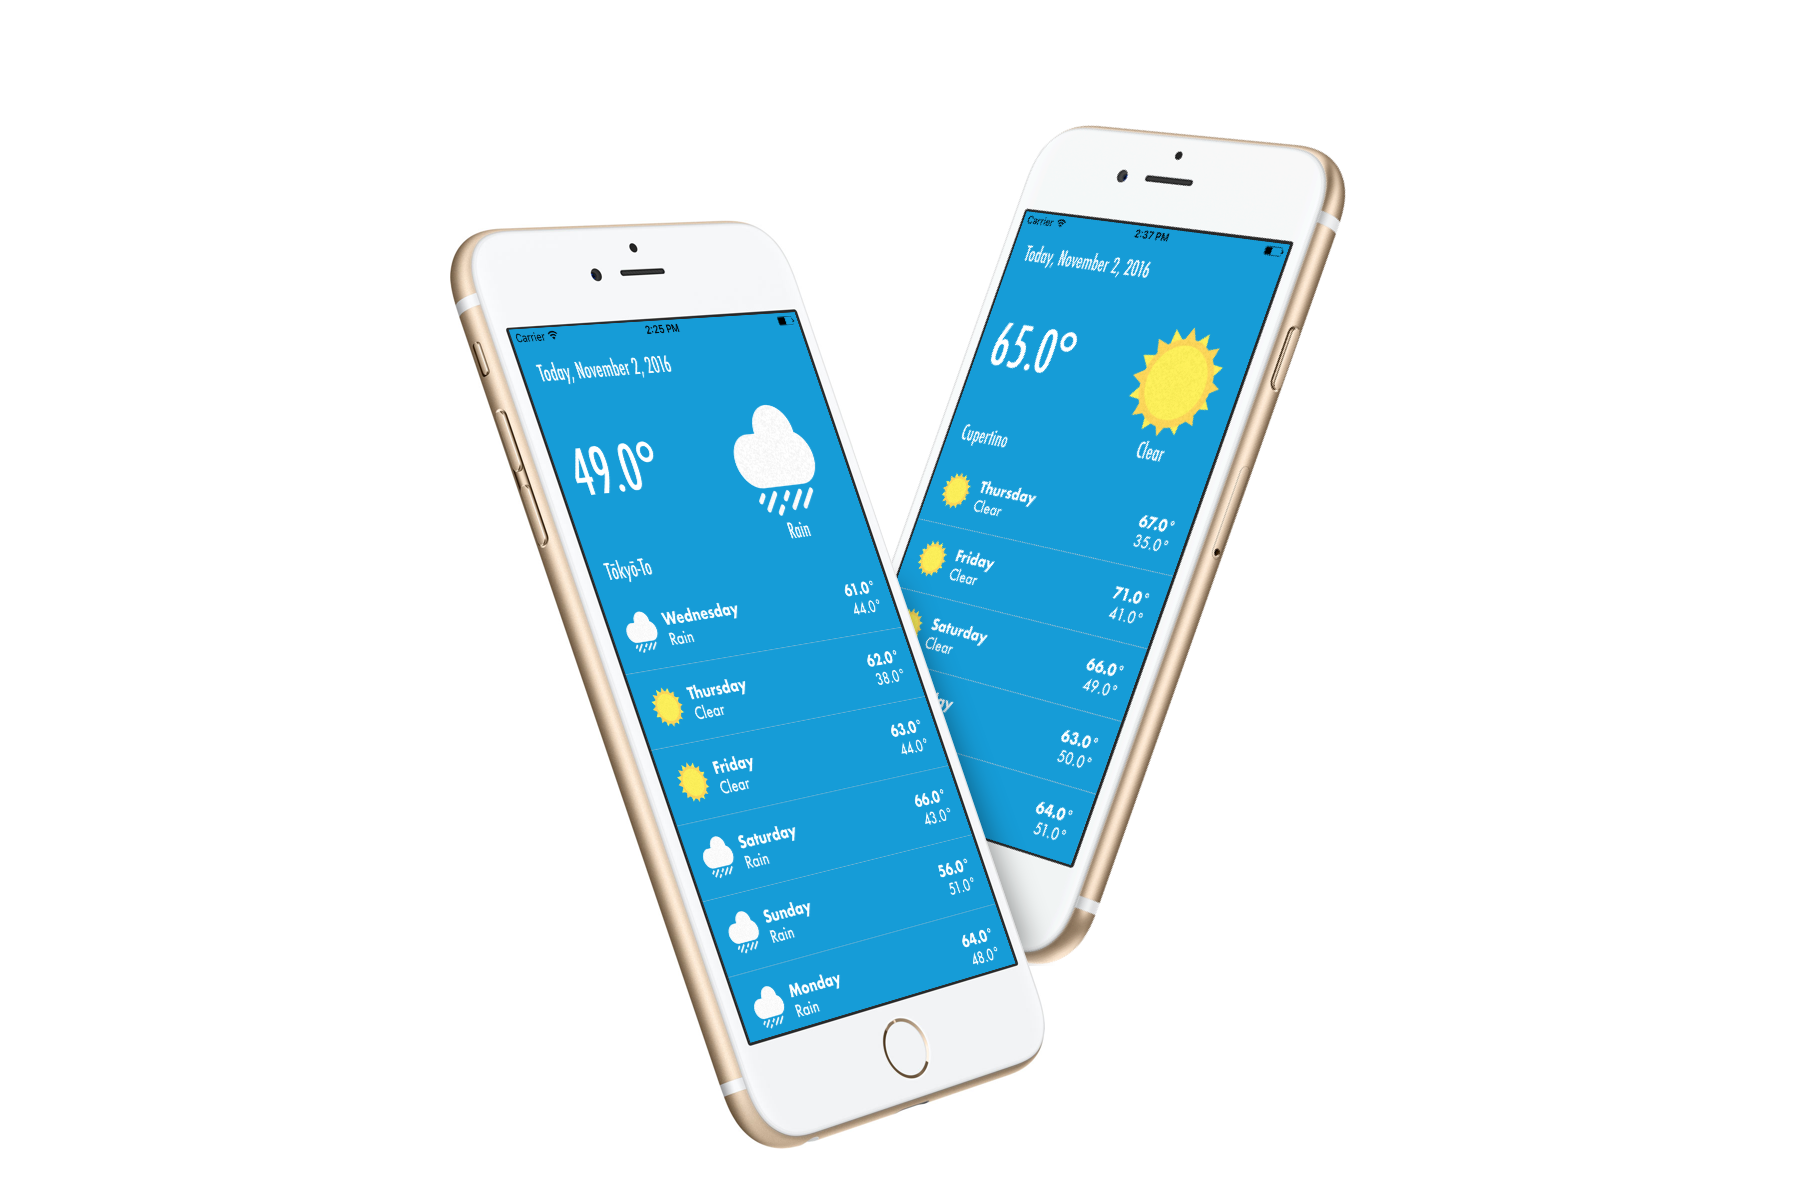 Carrier
2:25 PM
Today, November 2, 2016
49.0°
Rain
Tōkyō-To
Wednesday
Rain
61.0°
44.0°
Thursday
Clear
62.0°
38.0°
Friday
Clear
63.0°
44.0°
Saturday
Rain
66.0°
43.0°
Sunday
Rain
56.0°
51.0°
Monday
Rain
64.0°
48.0°
Carrier
2:37 PM
Today, November 2, 2016
65.0°
Clear
Cupertino
Thursday
Clear
67.0°
35.0°
Friday
Clear
71.0°
41.0°
Saturday
Clear
66.0°
49.0°
63.0°
50.0°
64.0°
51.0°